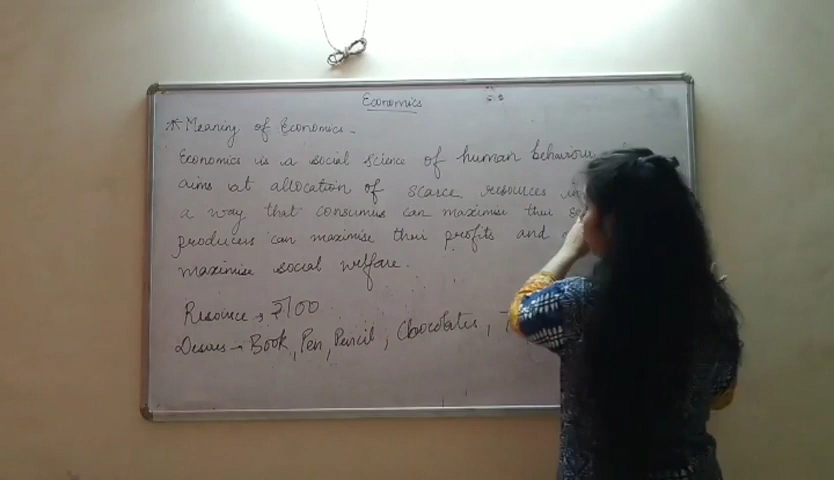 Economics
* Meaning of Economics -
Economics is a social science of human behaviour
aims at allocation of scarce resources in
a way that consumers can maximise their
producers can maximise their profits and
maximise social welfare.
Resource → ₹100
Desires → Book, Pen, Pencil, Chocolates,